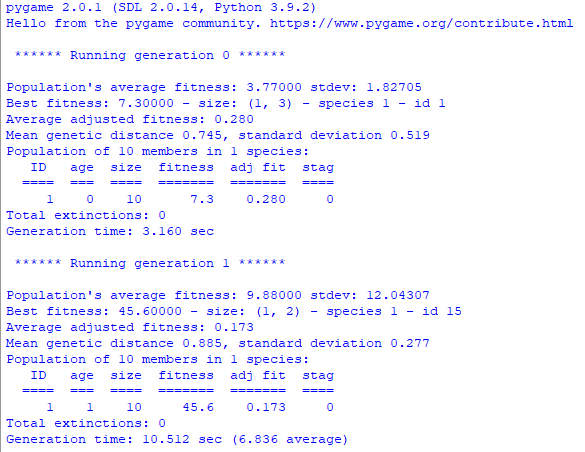 pygame 2.0.1 (SDL 2.0.14, Python 3.9.2)
Hello from the pygame community. https://www.pygame.org/contribute.html
****** Running generation 0 ******
Population's average fitness: 3.77000 stdev: 1.82705
Best fitness: 7.30000 - size: (1, 3) - species 1 - id 1
Average adjusted fitness: 0.280
Mean genetic distance 0.745, standard deviation 0.519
Population of 10 members in 1 species:
ID age size fitness adj fit stag
==== === ==== ======= ======= ====
1 0 10 7.3 0.280 0
Total extinctions: 0
Generation time: 3.160 sec
****** Running generation 1 ******
Population's average fitness: 9.88000 stdev: 12.04307
Best fitness: 45.60000 - size: (1, 2) - species 1 - id 15
Average adjusted fitness: 0.173
Mean genetic distance 0.885, standard deviation 0.277
Population of 10 members in 1 species:
ID age size fitness adj fit stag
==== === ==== ======= ======= ====
1 1 10 45.6 0.173 0
Total extinctions: 0
Generation time: 10.512 sec (6.836 average)